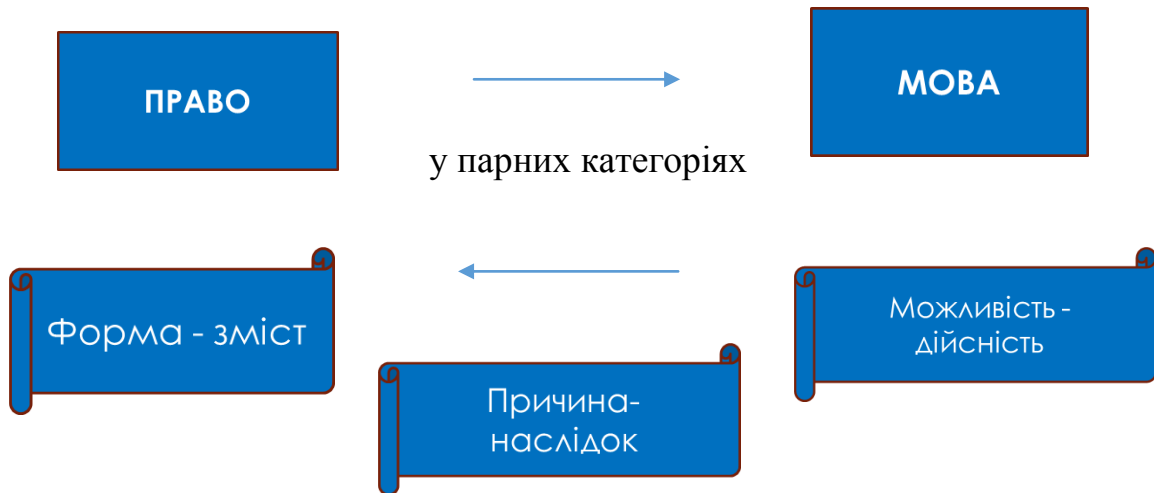 ПРАВО
МОВА
у парних категоріях
Форма - зміст
Можливість -
дійсність
Причина-
наслідок